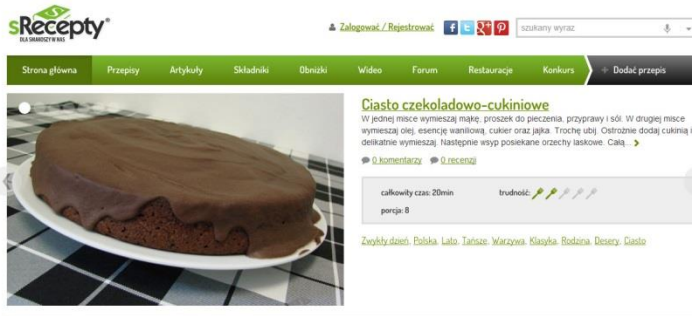 sRecepty®
DLA SMAKOSZY W NAS
Zalogować / Rejestrować
szukany wyraz
Strona główna Przepisy Artykuły Składniki Obniżki Wideo Forum Restauracje Konkurs + Dodać przepis
Ciasto czekoladowo-cukiniowe
W jednej misce wymieszaj mąkę, proszek do pieczenia, przyprawy i sól. W drugiej misce
wymieszaj olej, esencję waniliową, cukier oraz jajka. Trochę ubij. Ostrożnie dodaj cukinią i
delikatnie wymieszaj. Następnie wsyp posiekane orzechy laskowe. Całą...
0 komentarzy 0 recenzji
całkowity czas: 20min trudność:
porcja: 8
Zwykły dzień, Polska, Lato, Tańsze, Warzywa, Klasyka, Rodzina, Desery, Ciasto